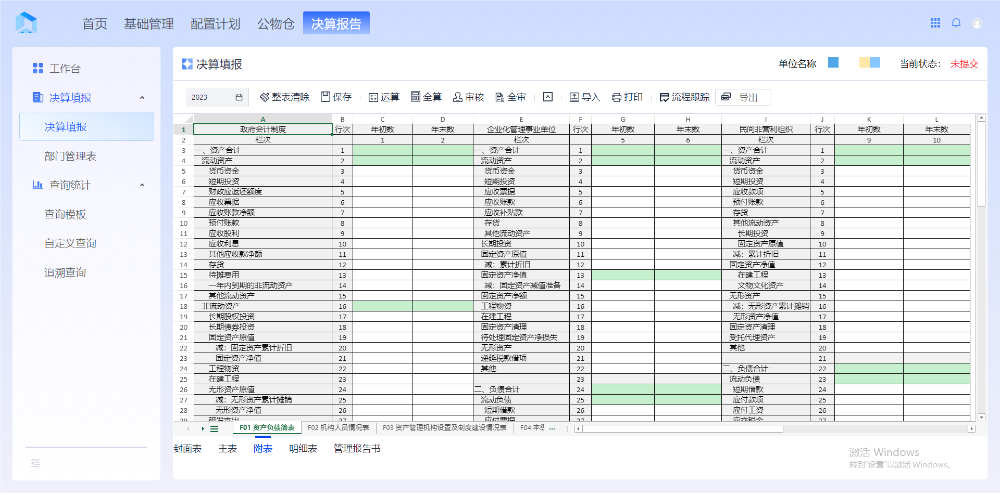 首页 基础管理 配置计划 公物仓 决算报告
工作台
决算填报
决算填报
部门管理表
查询统计
查询模板
自定义查询
追溯查询
决算填报 单位名称 当前状态： 未提交
2023 整表清除 保存 运算 全算 审核 全审 导入 打印 流程跟踪 导出
A B C D E F G H I J K L
1 政府会计制度 行次 年初数 年末数 企业化管理事业单位 行次 年初数 年末数 民间非营利组织 行次 年初数 年末数
2 栏次 1 2 栏次 5 6 栏次 9 10
3 一、资产合计 1 一、资产合计 1 一、资产合计 1
4 流动资产 2 流动资产 2 流动资产 2
5 货币资金 3 货币资金 3 货币资金 3
6 短期投资 4 短期投资 4 短期投资 4
7 财政应返还额度 5 应收票据 5 应收款项 5
8 应收票据 6 应收账款 6 预付账款 6
9 应收账款净额 7 应收补贴款 7 存货 7
10 预付账款 8 存货 8 其他流动资产 8
11 应收股利 9 其他流动资产 9 长期投资 9
12 应收利息 10 长期投资 10 固定资产原值 10
13 其他应收款净额 11 固定资产原值 11 减：累计折旧 11
14 存货 12 减：累计折旧 12 固定资产净值 12
15 待摊费用 13 固定资产净值 13 在建工程 13
16 一年内到期的非流动资产 14 减：固定资产减值准备 14 文物文化资产 14
17 其他流动资产 15 固定资产净额 15 无形资产 15
18 非流动资产 16 工程物资 16 减：无形资产累计摊销 16
19 长期股权投资 17 在建工程 17 无形资产净值 17
20 长期债券投资 18 固定资产清理 18 固定资产清理 18
21 固定资产原值 19 待处理固定资产净损失 19 受托代理资产 19
22 减：固定资产累计折旧 20 无形资产 20 其他 20
23 固定资产净值 21 递延税款借项 21 21
24 工程物资 22 其他 22 二、负债合计 22
25 在建工程 23 23 流动负债 23
26 无形资产原值 24 二、负债合计 24 短期借款 24
27 减：无形资产累计摊销 25 流动负债 25 应付款项 25
28 无形资产净值 26 短期借款 26 应付工资 26
29 研发支出 27 应付票据 27 应交税金 27
F01 资产负债简表 F02 机构人员情况表 F03 资产管理机构设置及制度建设情况表 F04 本级 ...
封面表 主表 附表 明细表 管理报告书
激活 Windows
转到"设置"以激活 Windows。